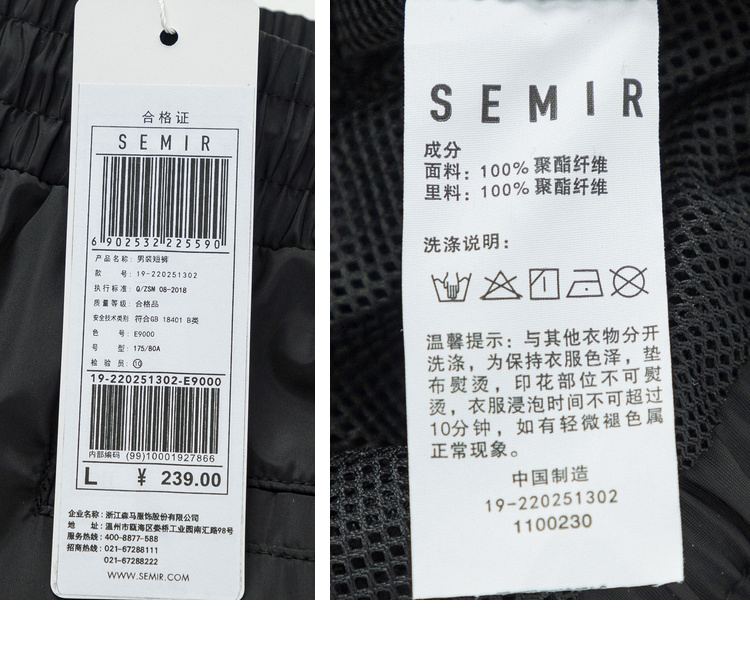 合格证
SEMIR
6 902532 225590
产品名称: 男装短裤
款 号: 19-220251302
执行标准: Q/ZSM 08-2018
质量等级: 合格品
安全技术类别 符合GB 18401 B类
色 号: E9000
号 型: 175/80A
检 验 员: ⑩
19-220251302-E9000
内部编码 (99)10001927866
L ¥ 239.00
企业名称: 浙江森马服饰股份有限公司
地 址: 温州市瓯海区娄桥工业园南汇路98号
服务热线: 400-8877-588
招商热线: 021-67288111
021-67288222
WWW.SEMIR.COM
SEMIR
成分
面料: 100% 聚酯纤维
里料: 100% 聚酯纤维
洗涤说明:
温馨提示: 与其他衣物分开
洗涤, 为保持衣服色泽, 垫
布熨烫, 印花部位不可熨
烫, 衣服浸泡时间不可超过
10分钟, 如有轻微褪色属
正常现象。
中国制造
19-220251302
1100230